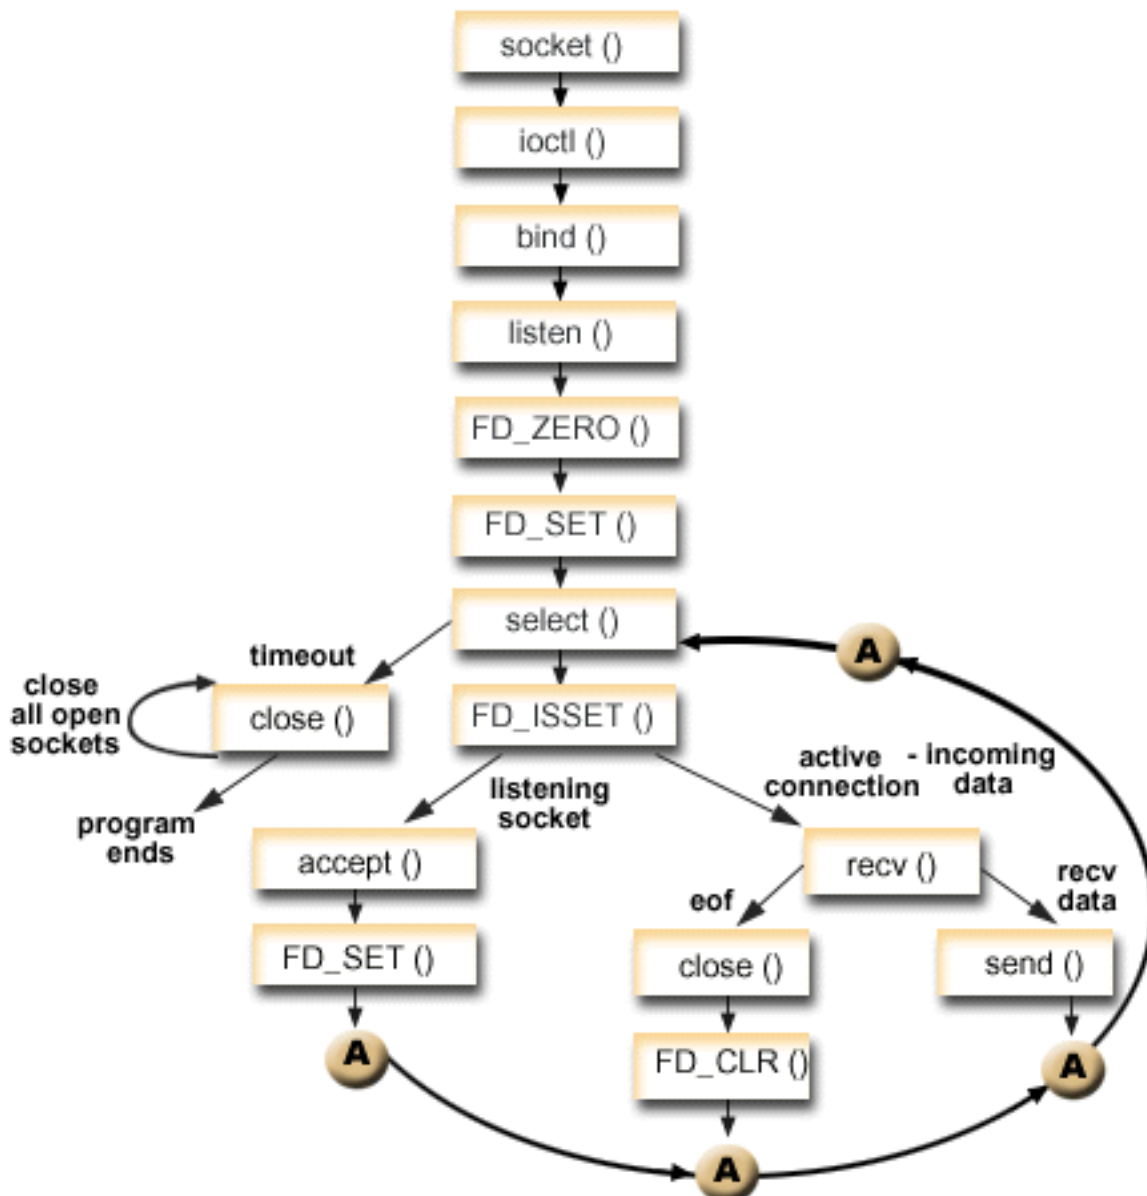 socket ()
ioctl ()
bind ()
listen ()
FD_ZERO ()
FD_SET ()
select ()
A
timeout
close
all open
sockets
close ()
FD_ISSET ()
program
ends
listening
socket
active
connection
- incoming
data
accept ()
recv ()
eof
recv
data
FD_SET ()
close ()
send ()
A
FD_CLR ()
A
A